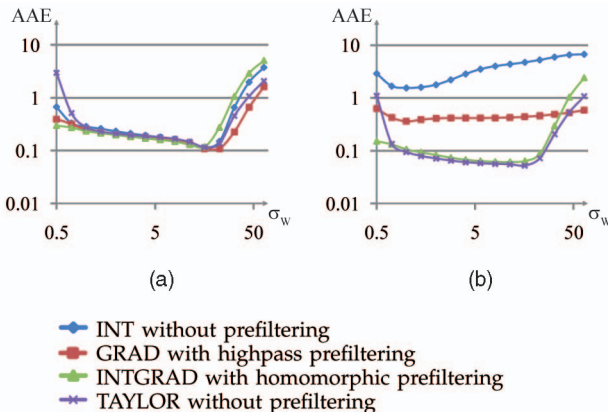 AAE
10
1
0.1
0.01
0.5
5
50
σW
(a)
AAE
10
1
0.1
0.01
0.5
5
50
σW
(b)
INT without prefiltering
GRAD with highpass prefiltering
INTGRAD with homomorphic prefiltering
TAYLOR without prefiltering